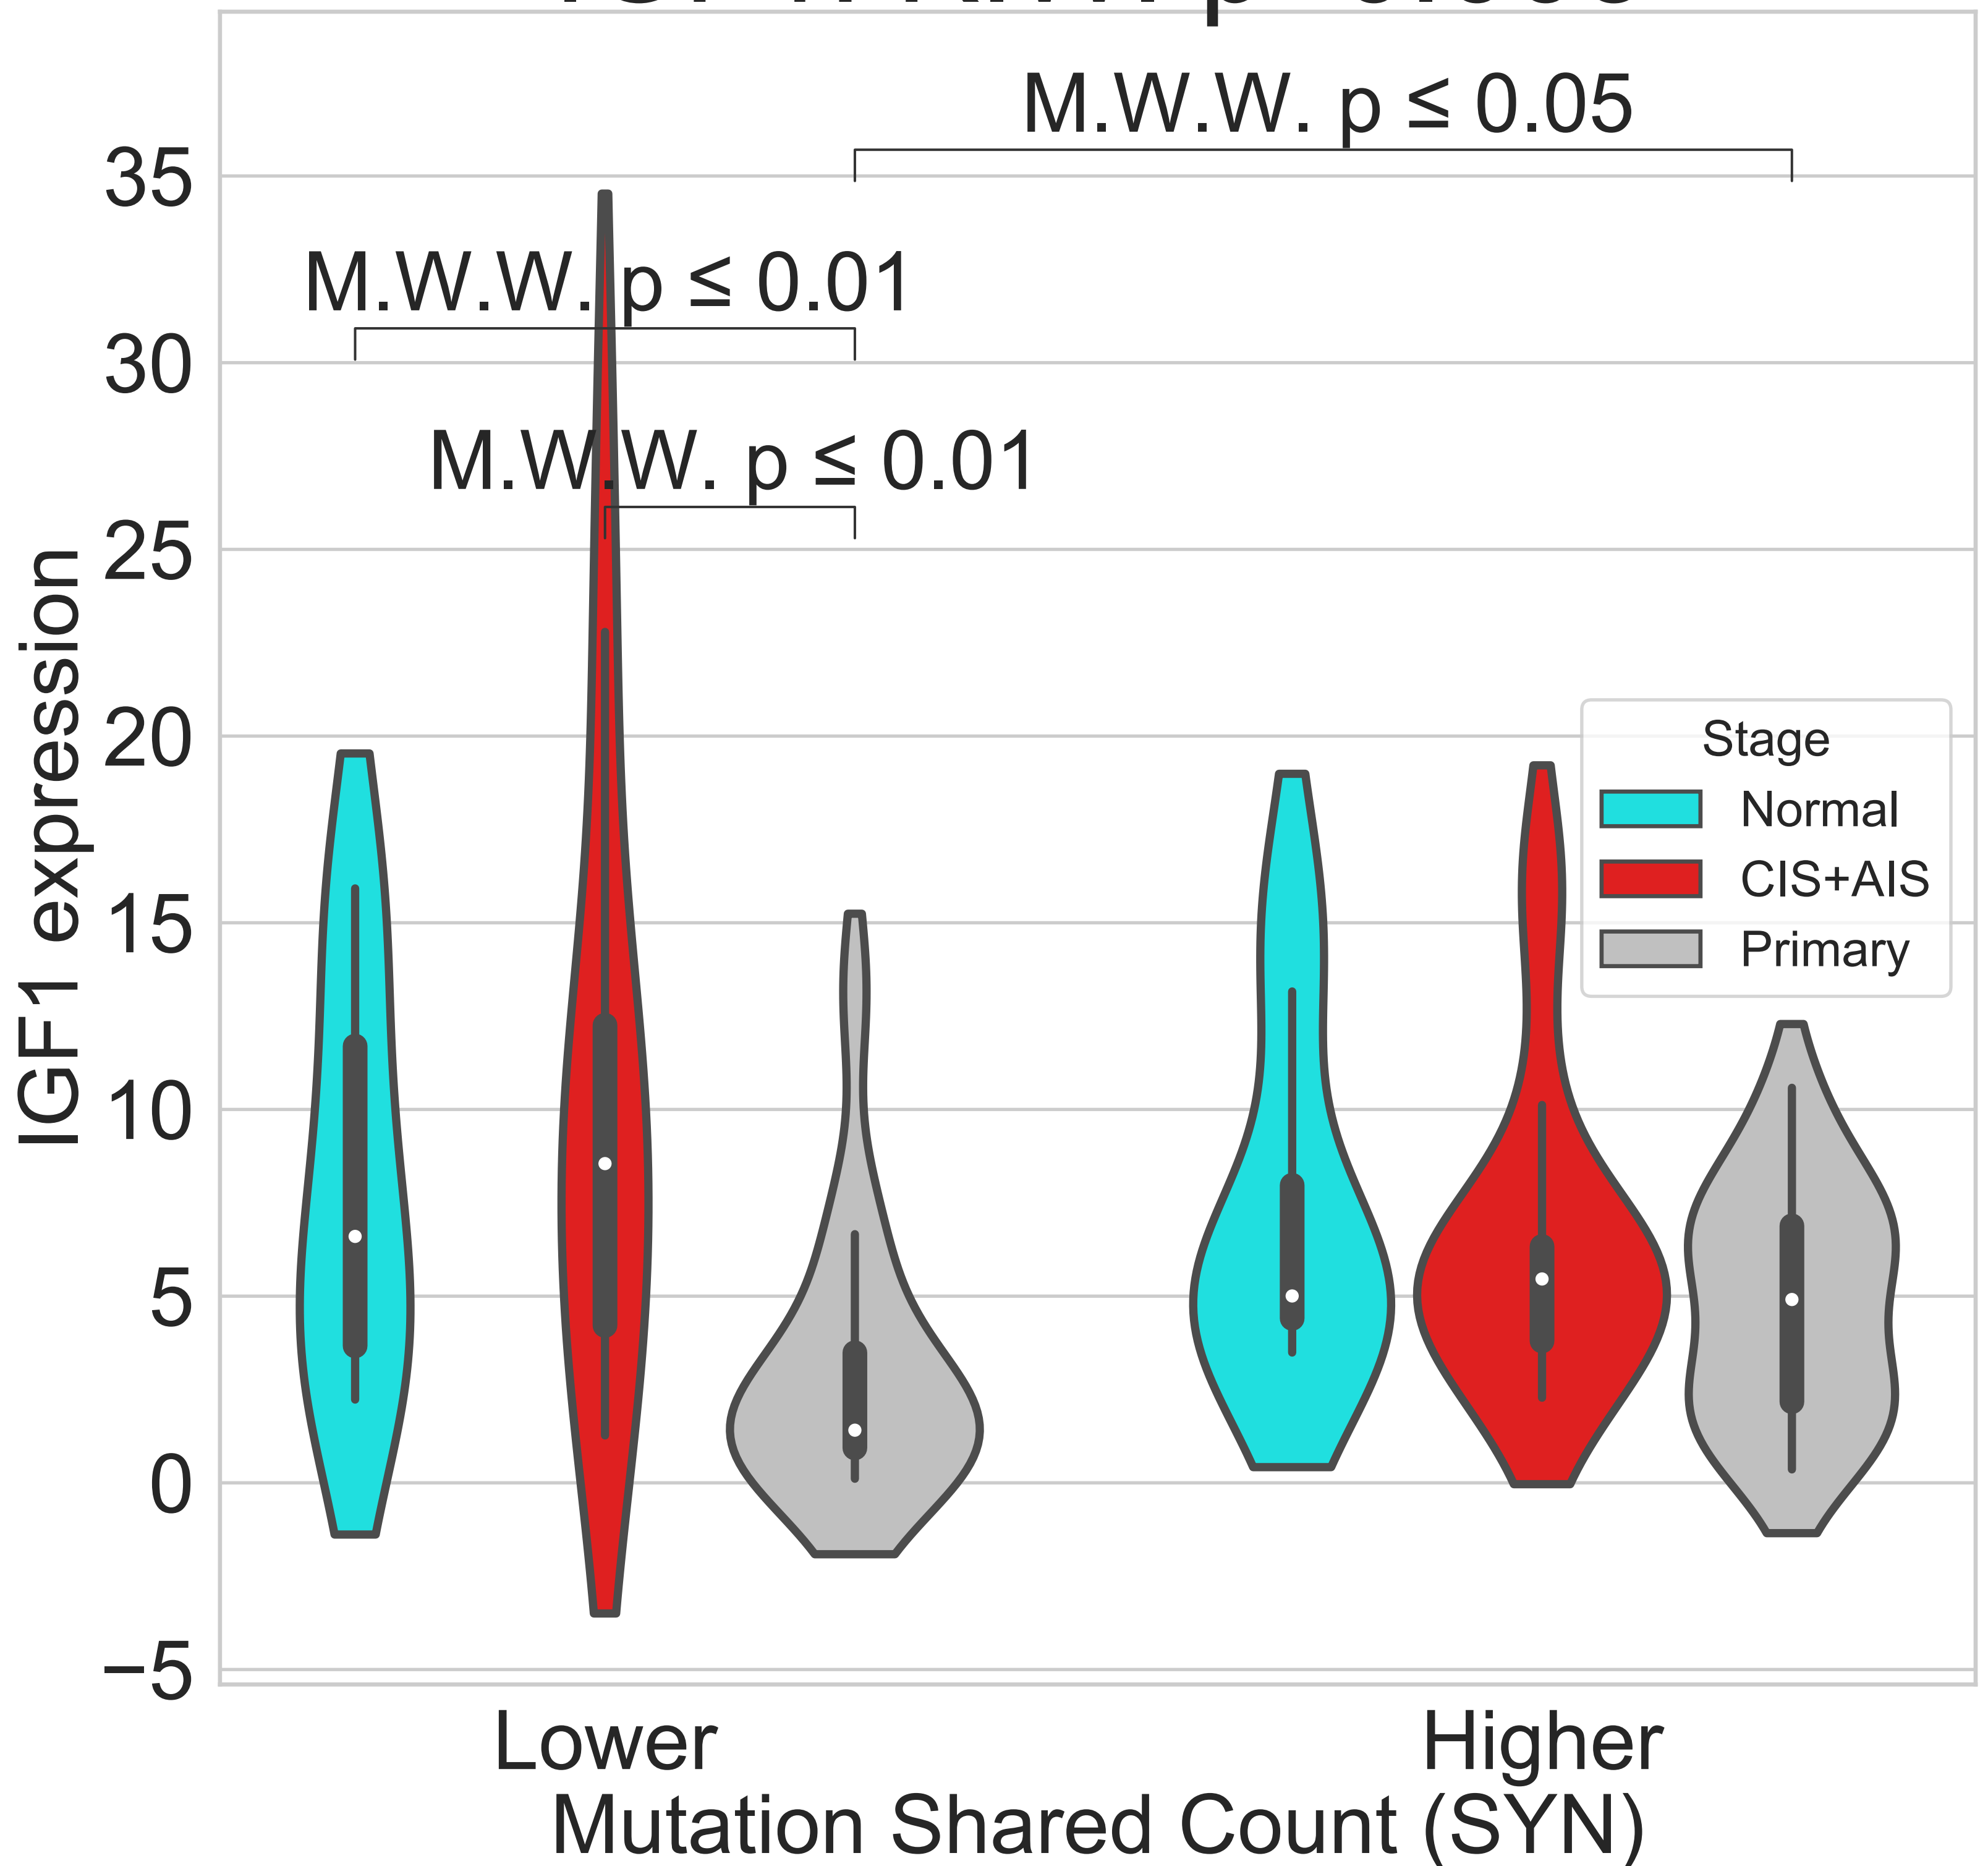 M.W.W. p ≤ 0.05
M.W.W. p ≤ 0.01
M.W.W. p ≤ 0.01
35
30
25
20
15
10
5
0
−5
IGF1 expression
Stage
Normal
CIS+AIS
Primary
Lower
Higher
Mutation Shared Count (SYN)